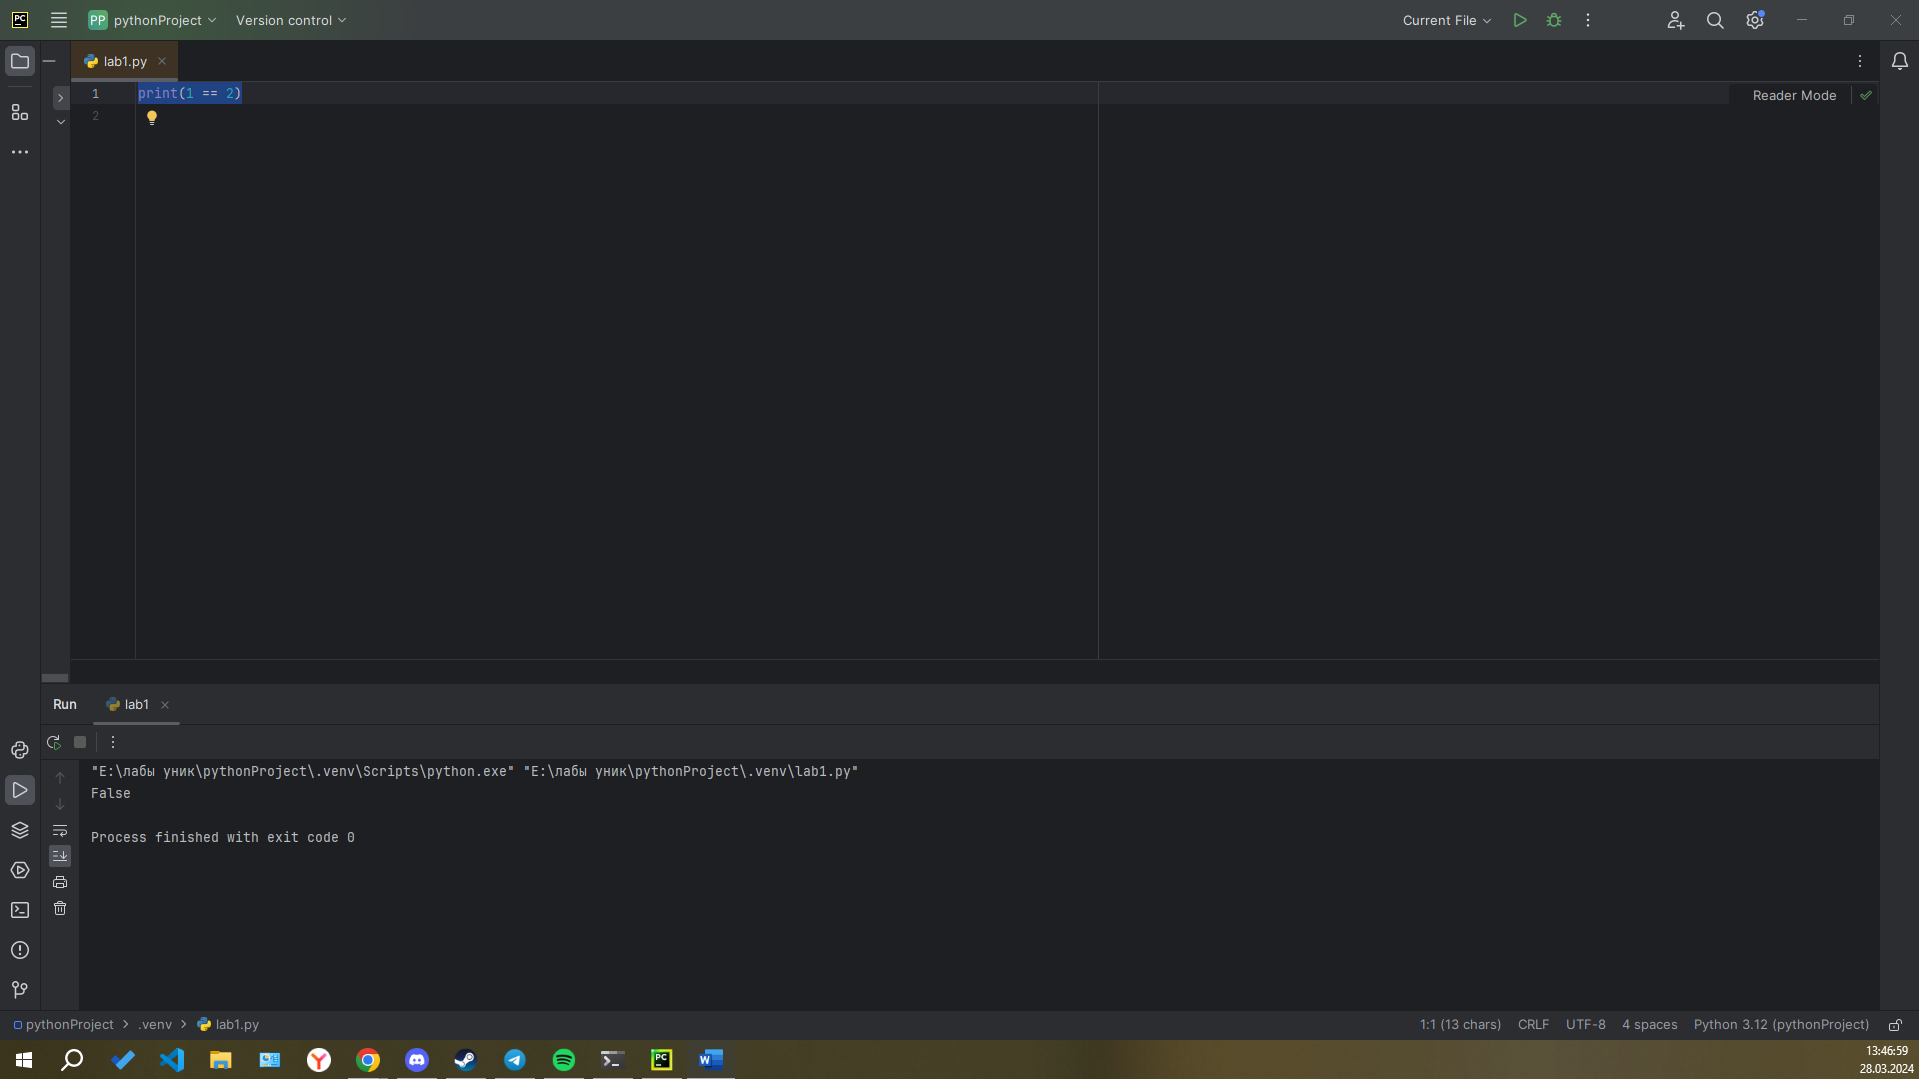 PC PP pythonProject Version control Current File
lab1.py
1 print(1 == 2)
Reader Mode
2
Run lab1
"E:\лабы уник\pythonProject\.venv\Scripts\python.exe" "E:\лабы уник\pythonProject\.venv\lab1.py"
False
Process finished with exit code 0
pythonProject > .venv > lab1.py 1:1 (13 chars) CRLF UTF-8 4 spaces Python 3.12 (pythonProject)
Y PC W
13:46:59
28.03.2024